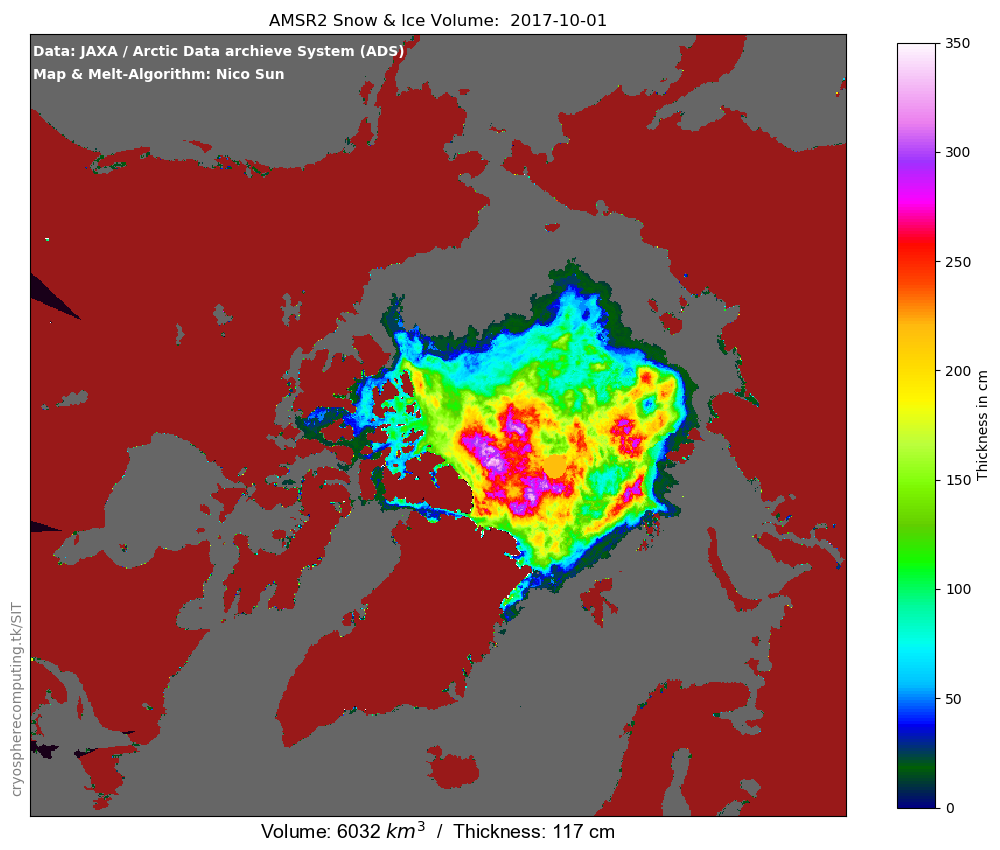 AMSR2 Snow & Ice Volume:  2017-10-01
Data: JAXA / Arctic Data archieve System (ADS)
Map & Melt-Algorithm: Nico Sun
350
300
250
200
150
100
50
0
Thickness in cm
cryospherecomputing.tk/SIT
Volume: 6032 km³  /  Thickness: 117 cm